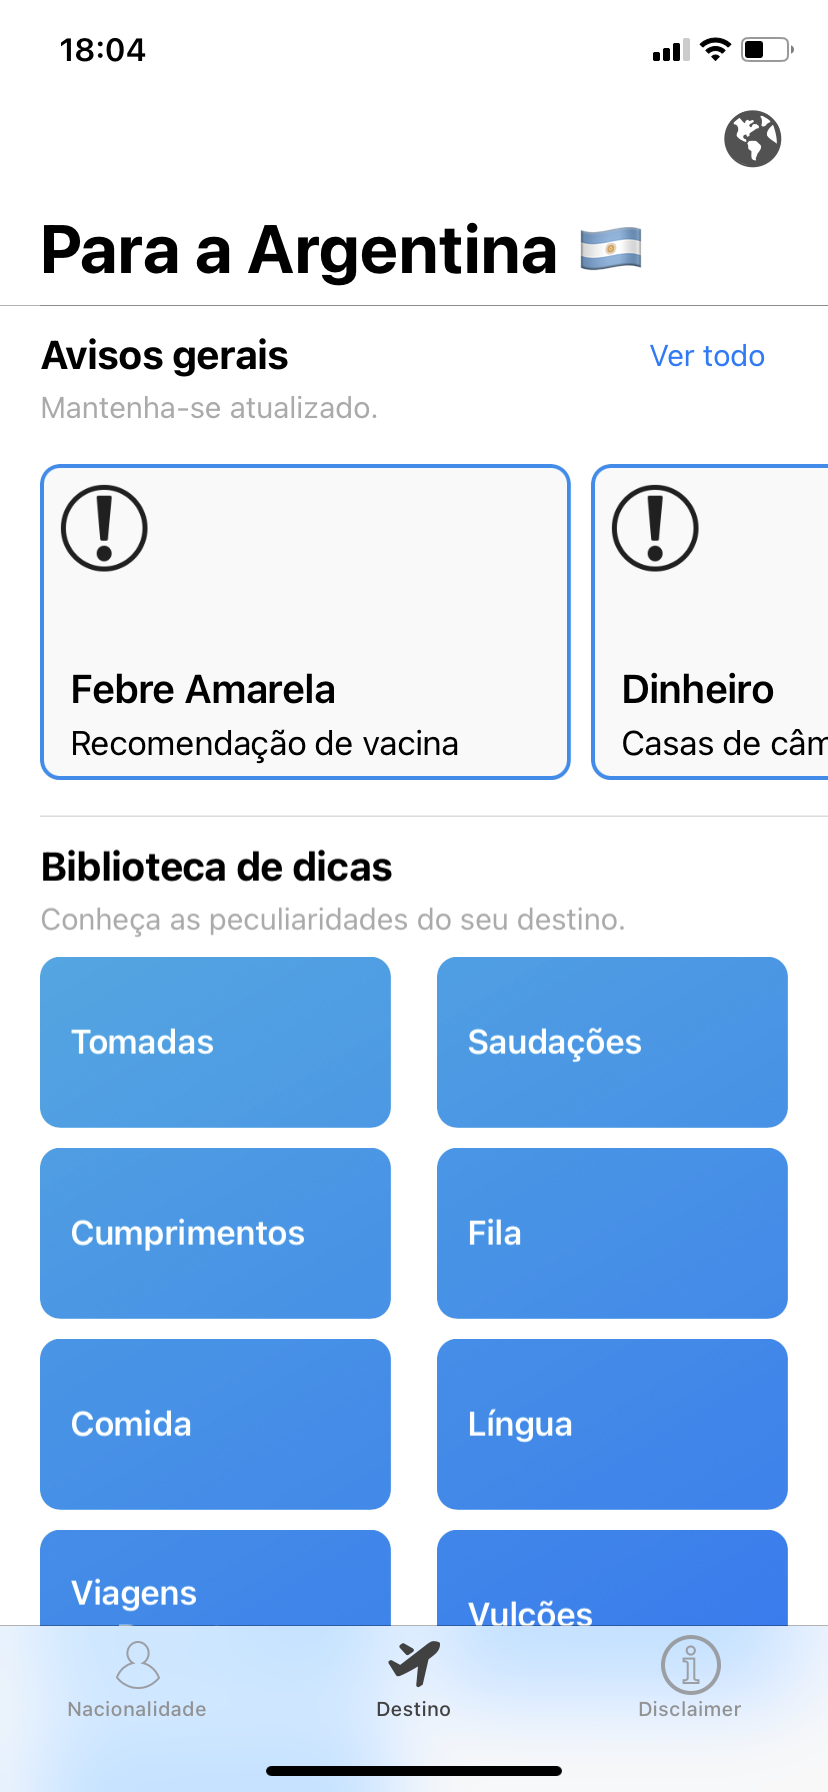 18:04
Para a Argentina
Avisos gerais
Ver todo
Mantenha-se atualizado.
Febre Amarela
Recomendação de vacina
Dinheiro
Casas de câm
Biblioteca de dicas
Conheça as peculiaridades do seu destino.
Tomadas
Saudações
Cumprimentos
Fila
Comida
Língua
Viagens
Vulcões
Nacionalidade
Destino
Disclaimer